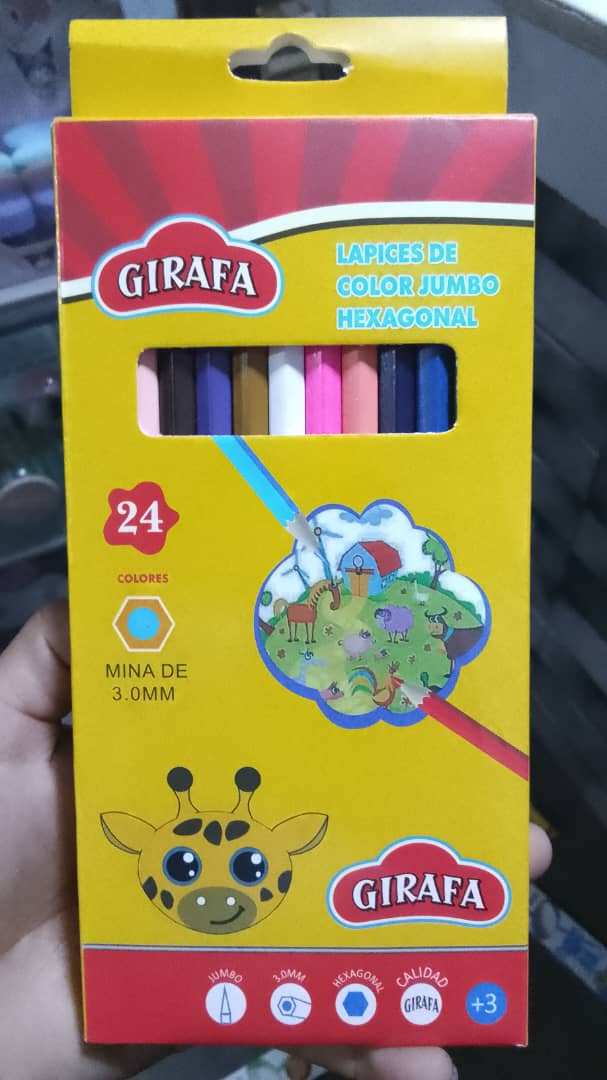 GIRAFA
LAPICES DE
COLOR JUMBO
HEXAGONAL
24
COLORES
MINA DE
3.0MM
GIRAFA
JUMBO
3.0MM
HEXAGONAL
CALIDAD
GIRAFA
+3